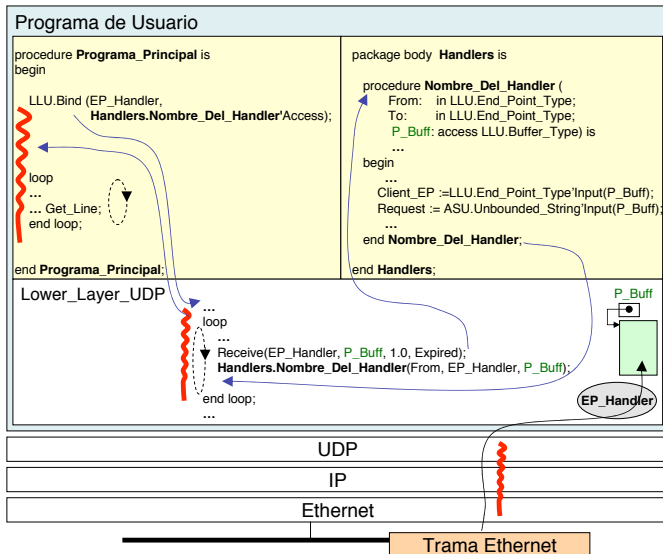 Programa de Usuario
procedure Programa_Principal is
begin
LLU.Bind (EP_Handler,
Handlers.Nombre_Del_Handler'Access);
loop
...
... Get_Line;
end loop;
end Programa_Principal;
package body Handlers is
procedure Nombre_Del_Handler (
From: in LLU.End_Point_Type;
To: in LLU.End_Point_Type;
P_Buff: access LLU.Buffer_Type) is
...
begin
...
Client_EP :=LLU.End_Point_Type'Input(P_Buff);
Request := ASU.Unbounded_String'Input(P_Buff);
...
end Nombre_Del_Handler;
end Handlers;
Lower_Layer_UDP
...
loop
...
Receive(EP_Handler, P_Buff, 1.0, Expired);
Handlers.Nombre_Del_Handler(From, EP_Handler, P_Buff);
end loop;
...
P_Buff
EP_Handler
UDP
IP
Ethernet
Trama Ethernet